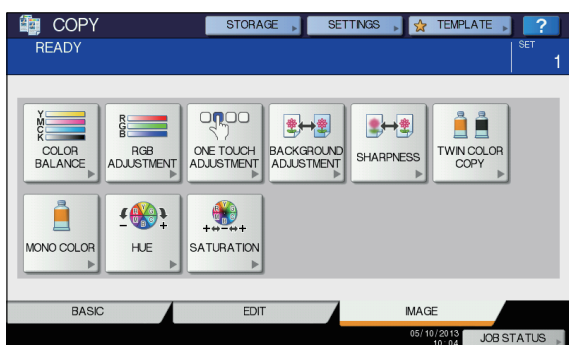 COPY
STORAGE
SETTINGS
TEMPLATE
?
READY
SET
1
Y
M
C
K
COLOR
BALANCE
R
G
B
RGB
ADJUSTMENT
ONE TOUCH
ADJUSTMENT
BACKGROUND
ADJUSTMENT
SHARPNESS
TWIN COLOR
COPY
MONO COLOR
- +
HUE
+↔-↔+
SATURATION
BASIC
EDIT
IMAGE
05/10/2013
10:04
JOB STATUS